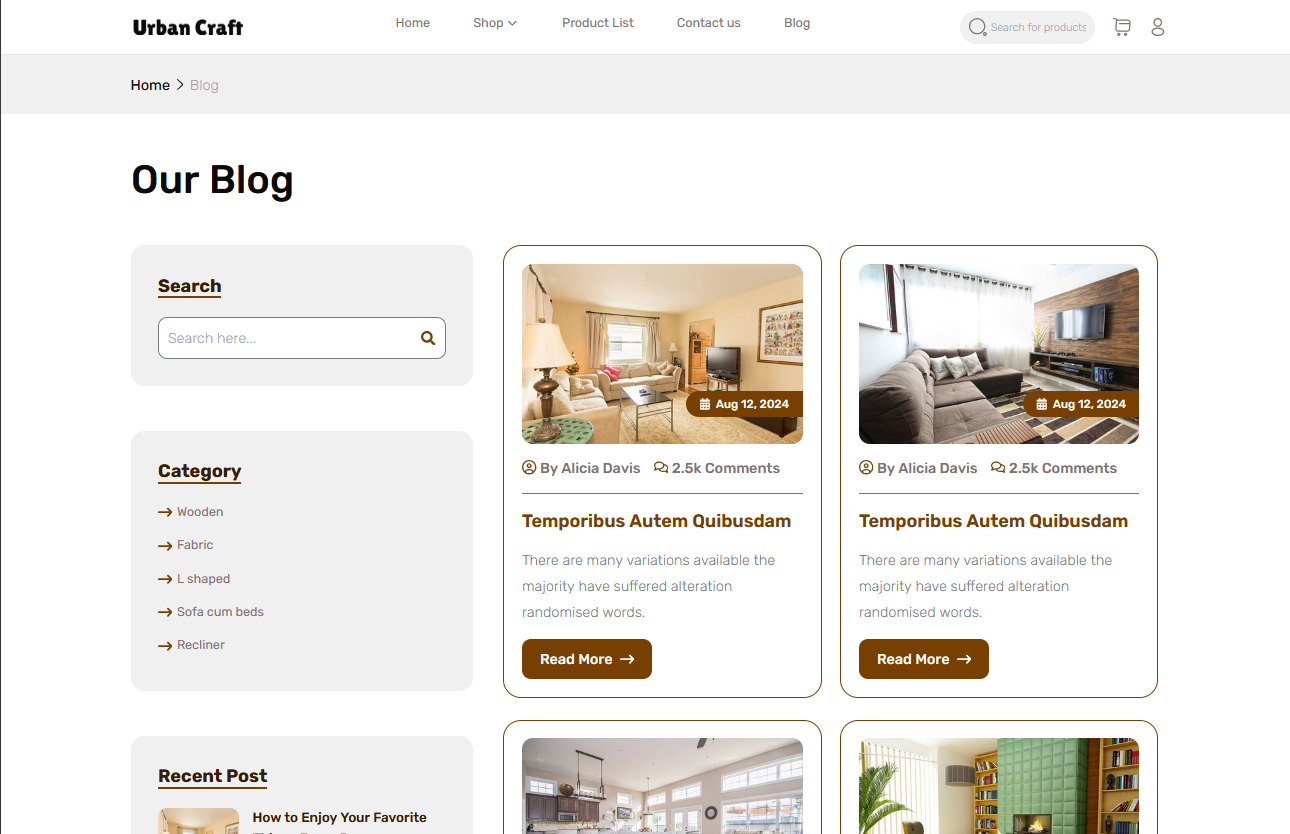 Urban Craft
Home
Shop
Product List
Contact us
Blog
Search for products
Home > Blog
Our Blog
Search
Search here...
Category
Wooden
Fabric
L shaped
Sofa cum beds
Recliner
Recent Post
How to Enjoy Your Favorite
Aug 12, 2024
By Alicia Davis 2.5k Comments
Temporibus Autem Quibusdam
There are many variations available the
majority have suffered alteration
randomised words.
Read More
Aug 12, 2024
By Alicia Davis 2.5k Comments
Temporibus Autem Quibusdam
There are many variations available the
majority have suffered alteration
randomised words.
Read More